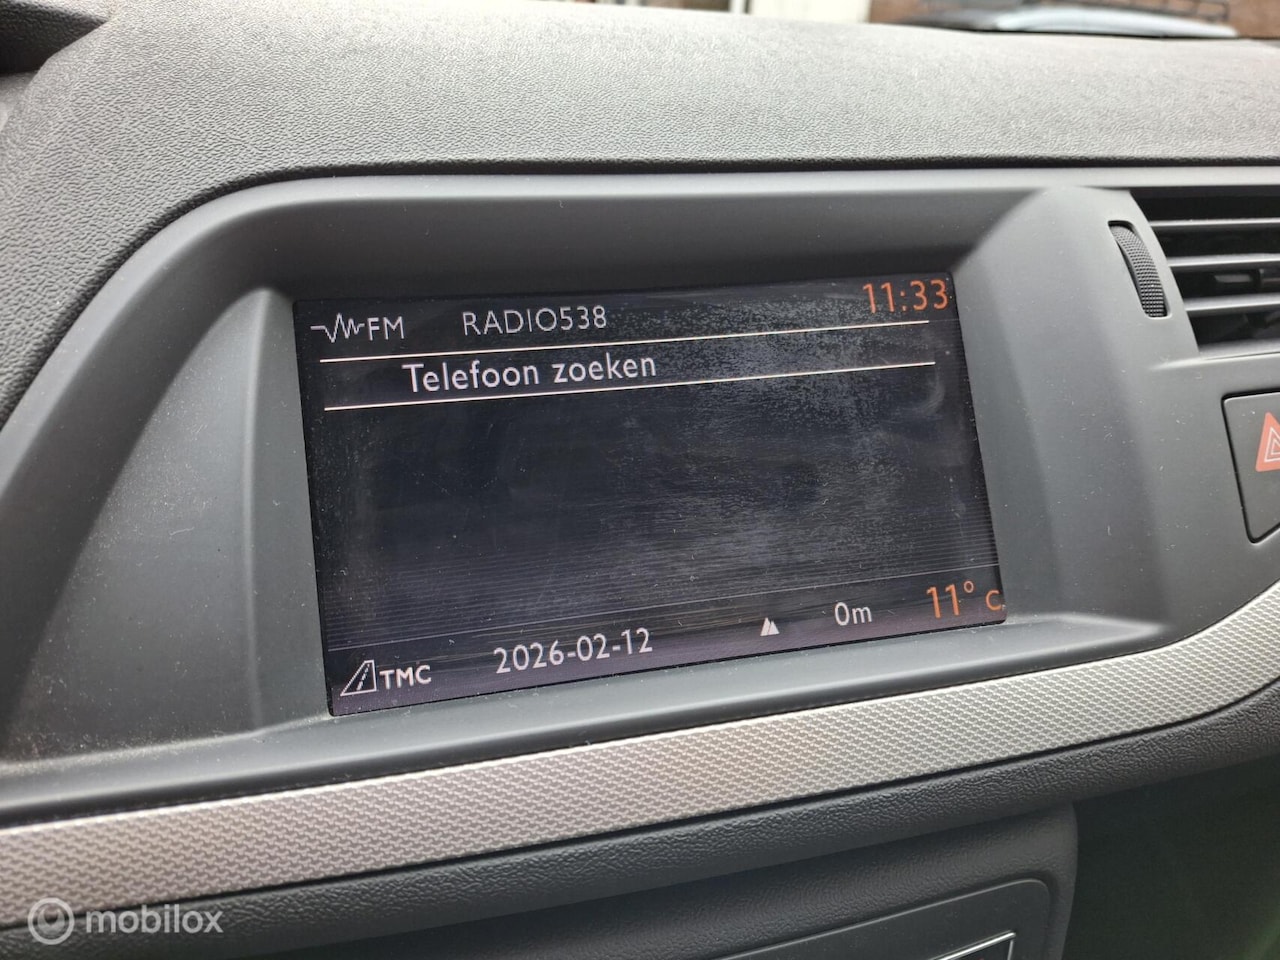 FM RADIO538 11:33
Telefoon zoeken
TMC 2026-02-12 0m 11° C
mobilox